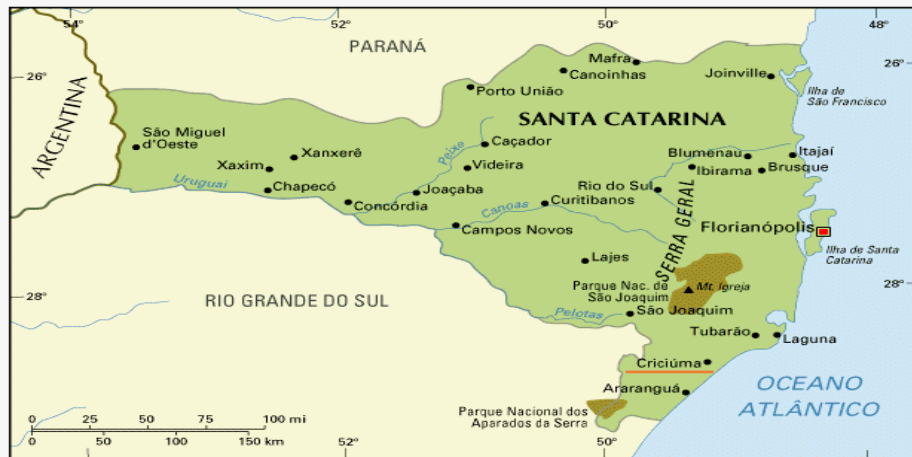 54°
52°
50°
48°
PARANÁ
Mafra
Canoinhas
26°
26°
Joinville
Porto União
Ilha de
São Francisco
ARGENTINA
SANTA CATARINA
São Miguel
d'Oeste
Caçador
Peixe
Xanxerê
Xaxim
Videira
Blumenau
Itajaí
Ibirama
Brusque
Uruguai
Chapecó
Joaçaba
Rio do Sul
Concórdia
Curitibanos
Canoas
Campos Novos
SERRA GERAL
Florianópolis
Ilha de Santa
Catarina
Lajes
Parque Nac. de
São Joaquim
Mt. Igreja
28°
28°
RIO GRANDE DO SUL
Pelotas
São Joaquim
Tubarão
Laguna
Criciúma
Araranguá
OCEANO
ATLÂNTICO
Parque Nacional dos
Aparados da Serra
0 25 50 75 100 mi
0 50 100 150 km
52°
50°